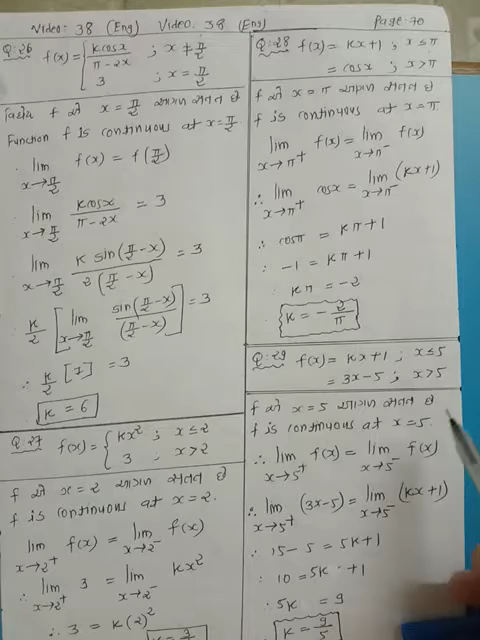 Video: 38 (Eng) Video: 38 (Eng) Page: 70
Q:26 f(x) = { kcosx / π-2x ; x ≠ π/2
3 ; x = π/2
f એ x = π/2 આગળ સતત છે
Function f is continuous at x = π/2
lim x→π/2 f(x) = f(π/2)
lim x→π/2 kcosx / π-2x = 3
lim x→π/2 k sin(π/2 - x) / 2(π/2 - x) = 3
∴ k/2 [ lim x→π/2 sin(π/2 - x) / (π/2 - x) ] = 3
∴ k/2 [1] = 3
k = 6
Q:27 f(x) = { kx² ; x ≤ 2
3 ; x > 2
f એ x = 2 આગળ સતત છે
f is continuous at x = 2.
lim x→2⁺ f(x) = lim x→2⁻ f(x)
∴ lim x→2⁺ 3 = lim x→2⁻ kx²
∴ 3 = k(2)²
Q:28 f(x) = kx+1 ; x ≤ π
= cosx ; x > π
f એ x = π આગળ સતત છે
f is continuous at x = π
lim x→π⁺ f(x) = lim x→π⁻ f(x)
∴ lim x→π⁺ cosx = lim x→π⁻ (kx+1)
∴ cosπ = kπ+1
∴ -1 = kπ+1
∴ kπ = -2
k = -2/π
Q:29 f(x) = kx+1 ; x ≤ 5
= 3x-5 ; x > 5
f એ x = 5 આગળ સતત છે
f is continuous at x = 5.
∴ lim x→5⁺ f(x) = lim x→5⁻ f(x)
∴ lim x→5⁺ (3x-5) = lim x→5⁻ (kx+1)
∴ 15-5 = 5k+1
∴ 10 = 5k +1
∴ 5k = 9
k = 9/5